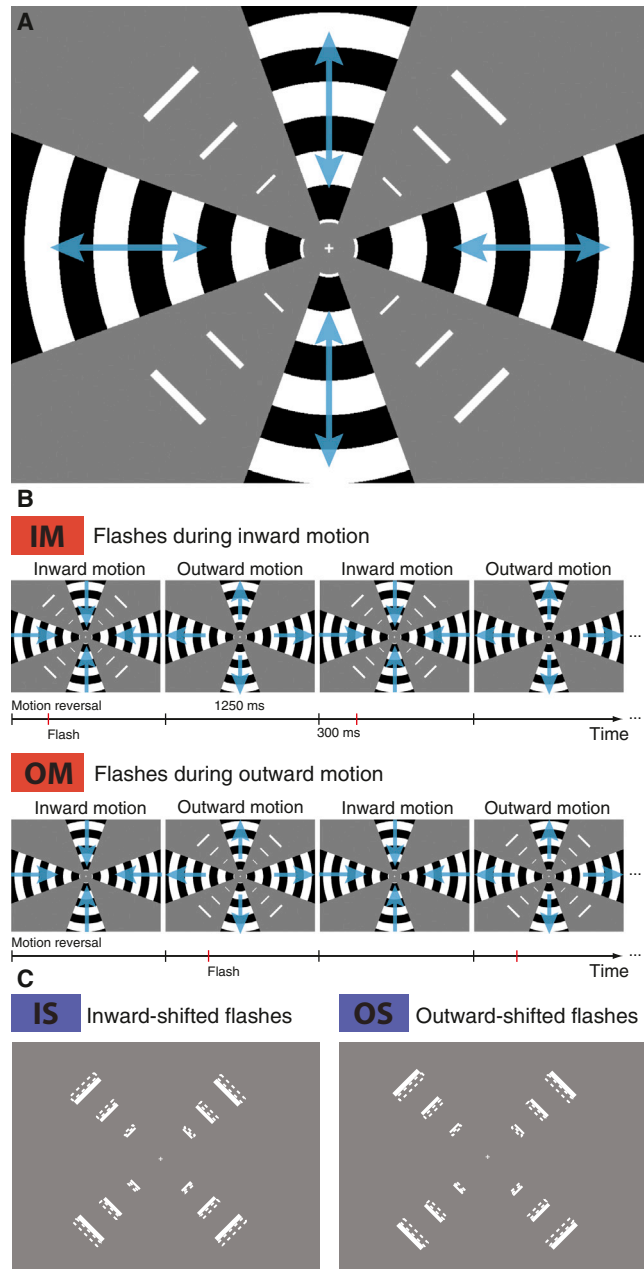 A
B
IM Flashes during inward motion
Inward motion Outward motion Inward motion Outward motion
...
Motion reversal 1250 ms
Flash 300 ms Time ...
OM Flashes during outward motion
Inward motion Outward motion Inward motion Outward motion
...
Motion reversal
Flash Time ...
C
IS Inward-shifted flashes OS Outward-shifted flashes